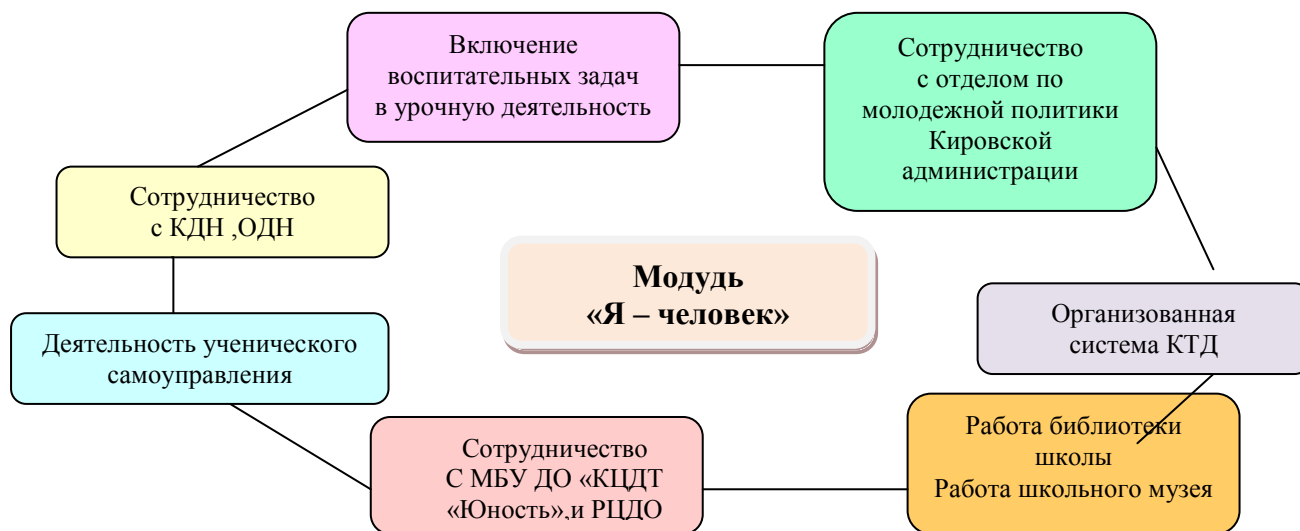 Включение
воспитательных задач
в урочную деятельность
Сотрудничество
с отделом по
молодежной политики
Кировской
администрации
Сотрудничество
с КДН ,ОДН
Модудь
«Я – человек»
Организованная
система КТД
Деятельность ученического
самоуправления
Сотрудничество
С МБУ ДО «КЦДТ
«Юность»,и РЦДО
Работа библиотеки
школы
Работа школьного музея